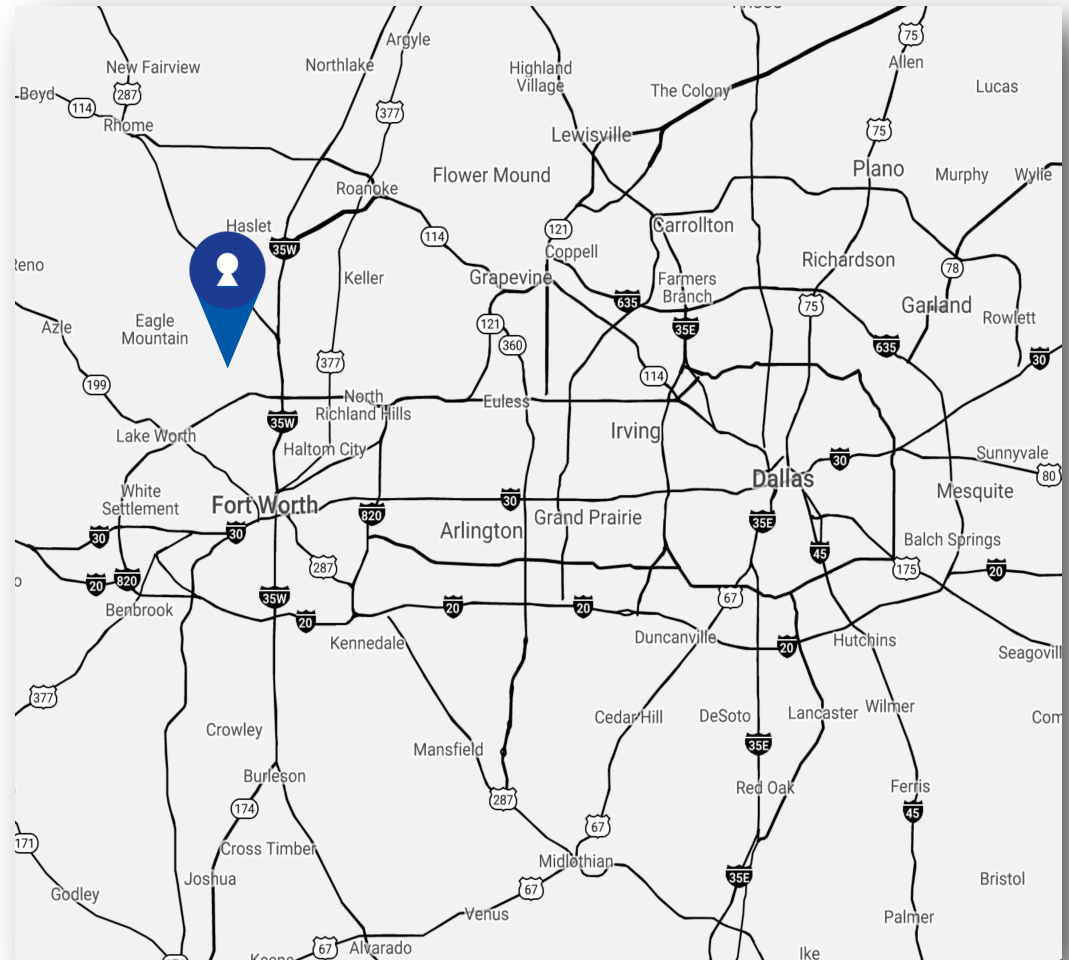 Argyle
75
New Fairview
Northlake
Highland
Village
Allen
287
Boyd
114
377
The Colony
Lucas
Rhome
Lewisville
75
Roanoke
Flower Mound
Plano
Murphy
Wylie
Haslet
35W
114
121
Carrollton
Coppell
Keller
Grapevine
Farmers
Branch
Richardson
78
635
75
Garland
Azle
Eagle
Mountain
121
360
35E
635
Rowlett
30
377
199
114
North
Richland Hills
Euless
35W
Lake Worth
Haltom City
Irving
30
Sunnyvale
80
White
Settlement
Fort Worth
30
Dallas
Mesquite
820
Arlington
Grand Prairie
35E
30
30
45
Balch Springs
287
175
20
820
20
35W
67
Benbrook
20
20
20
Kennedale
Duncanville
20
Hutchins
377
Crowley
Cedar Hill
DeSoto
Lancaster
Wilmer
Mansfield
35E
Burleson
287
Red Oak
Ferris
174
67
45
171
Cross Timber
Midlothian
Joshua
67
35E
Bristol
Godley
Venus
Palmer
67
Alvarado
Ike